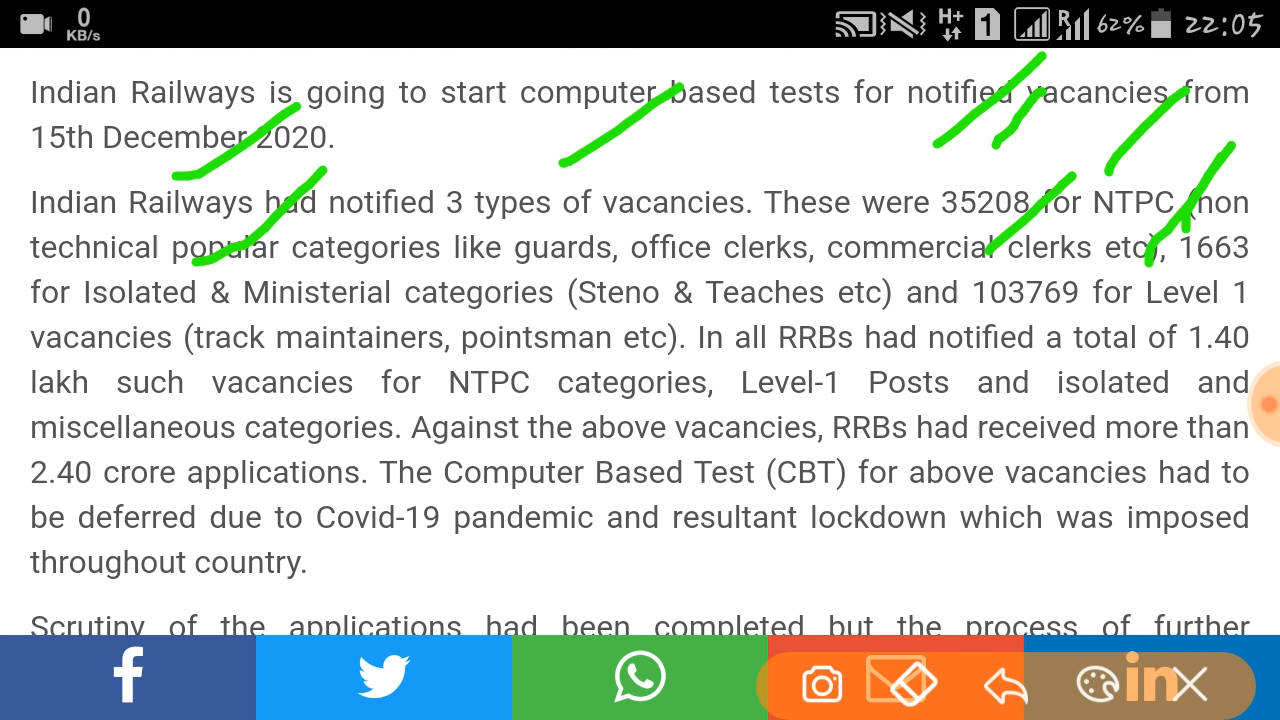 0
KB/s
H+ 1 R 62% 22:05
Indian Railways is going to start computer based tests for notified vacancies from
15th December 2020.
Indian Railways had notified 3 types of vacancies. These were 35208 for NTPC (non
technical popular categories like guards, office clerks, commercial clerks etc), 1663
for Isolated & Ministerial categories (Steno & Teaches etc) and 103769 for Level 1
vacancies (track maintainers, pointsman etc). In all RRBs had notified a total of 1.40
lakh such vacancies for NTPC categories, Level-1 Posts and isolated and
miscellaneous categories. Against the above vacancies, RRBs had received more than
2.40 crore applications. The Computer Based Test (CBT) for above vacancies had to
be deferred due to Covid-19 pandemic and resultant lockdown which was imposed
throughout country.
Scrutiny of the applications had been completed but the process of further
f
in